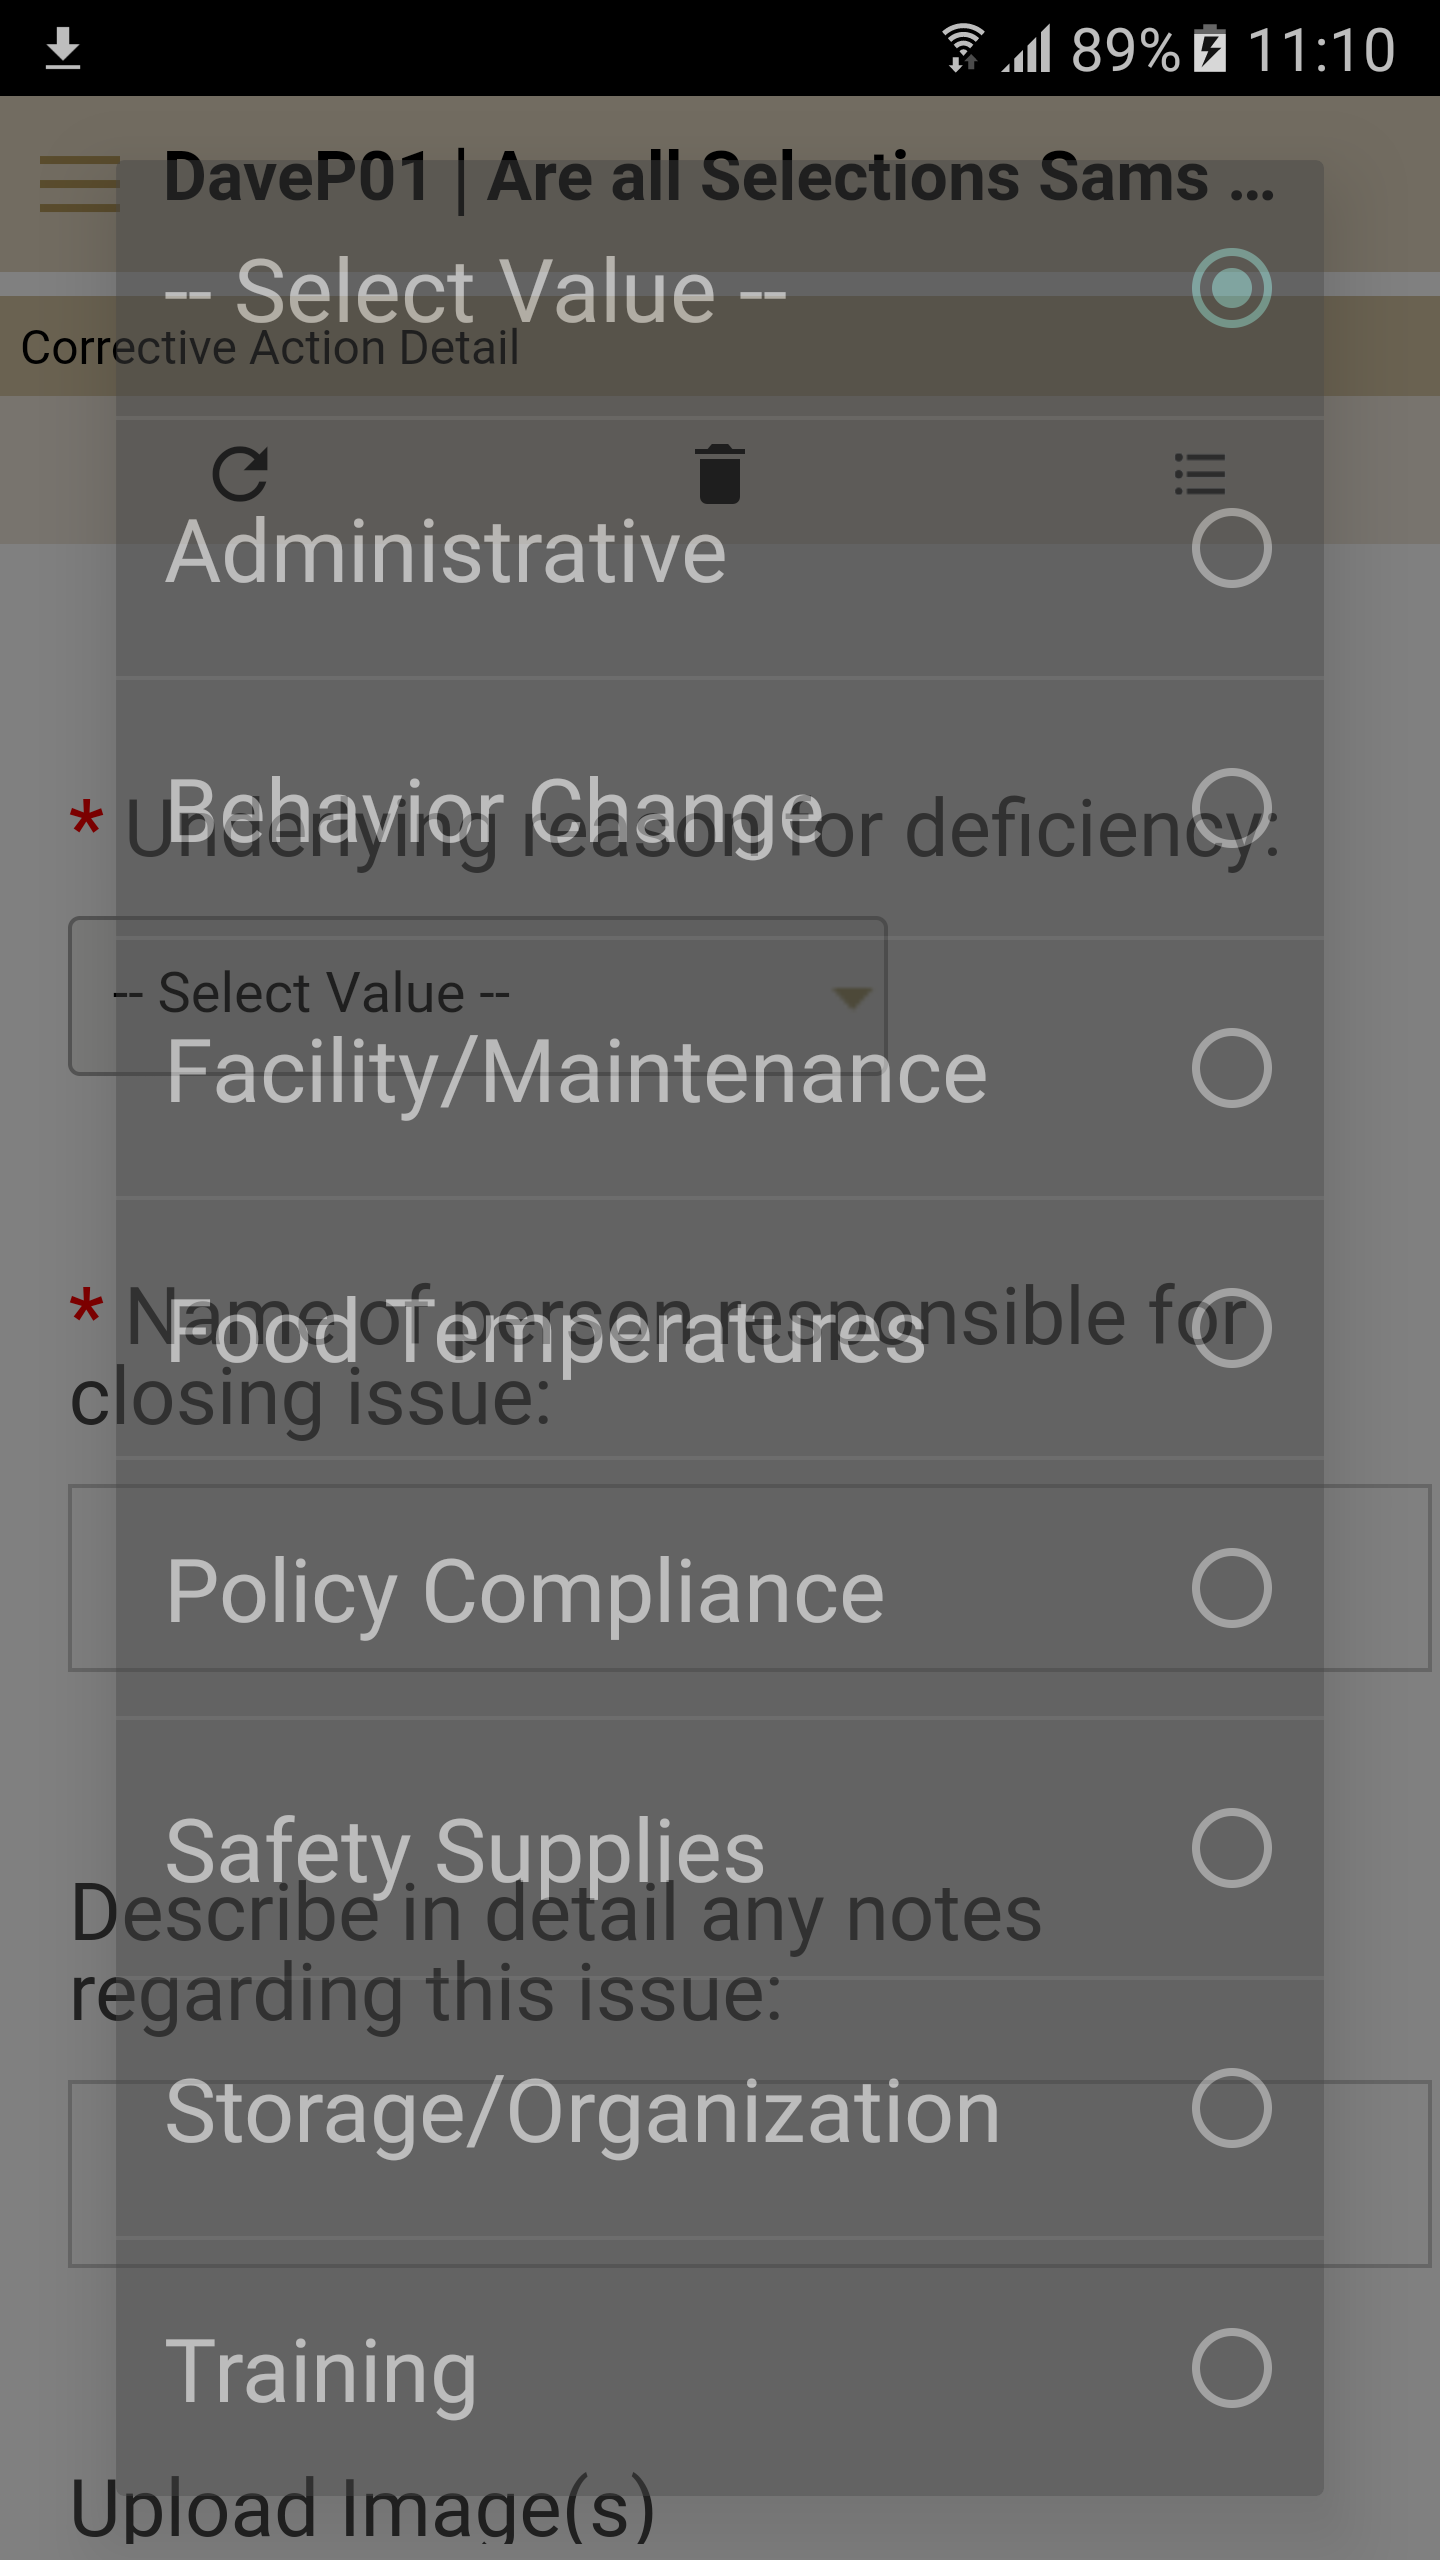 89% 11:10
DaveP01 | Are all Selections Sams ...
-- Select Value --
Corrective Action Detail
Administrative
Behavior Change
* Underlying reason for deficiency:
-- Select Value --
Facility/Maintenance
* Name of person responsible for
Food Temperatures
closing issue:
Policy Compliance
Safety Supplies
Describe in detail any notes
regarding this issue:
Storage/Organization
Training
Upload Image(s)